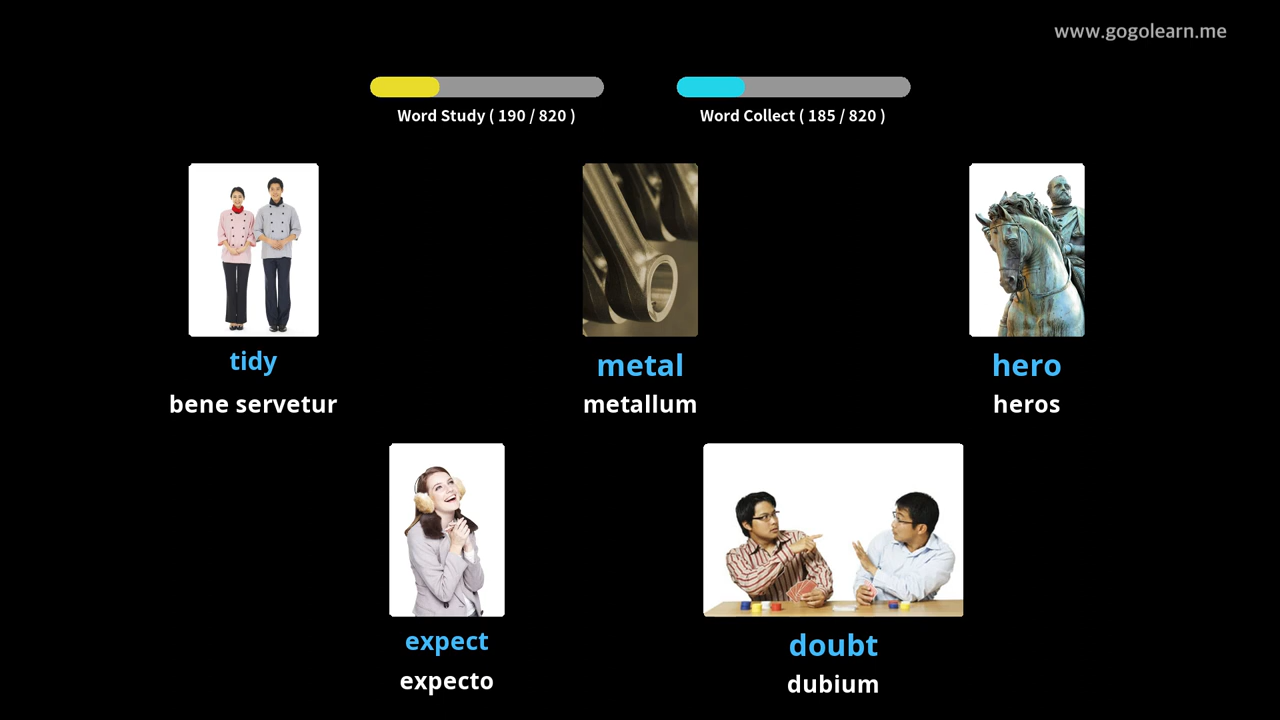 www.gogolearn.me
Word Study ( 190 / 820 )
Word Collect ( 185 / 820 )
tidy
bene servetur
metal
metallum
hero
heros
expect
expecto
doubt
dubium